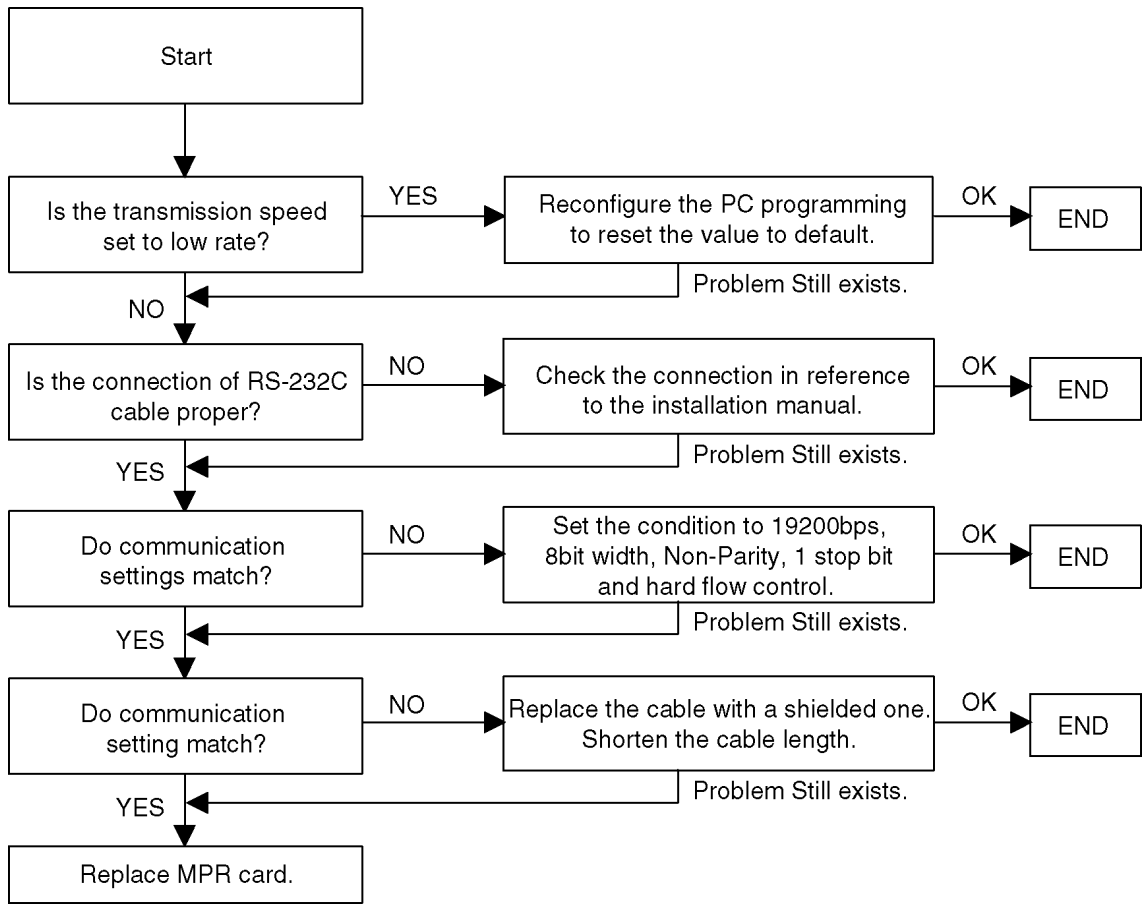 Start
Is the transmission speed
set to low rate?
YES
Reconfigure the PC programming
to reset the value to default.
OK
END
Problem Still exists.
NO
Is the connection of RS-232C
cable proper?
NO
Check the connection in reference
to the installation manual.
OK
END
Problem Still exists.
YES
Do communication
settings match?
NO
Set the condition to 19200bps,
8bit width, Non-Parity, 1 stop bit
and hard flow control.
OK
END
Problem Still exists.
YES
Do communication
setting match?
NO
Replace the cable with a shielded one.
Shorten the cable length.
OK
END
Problem Still exists.
YES
Replace MPR card.